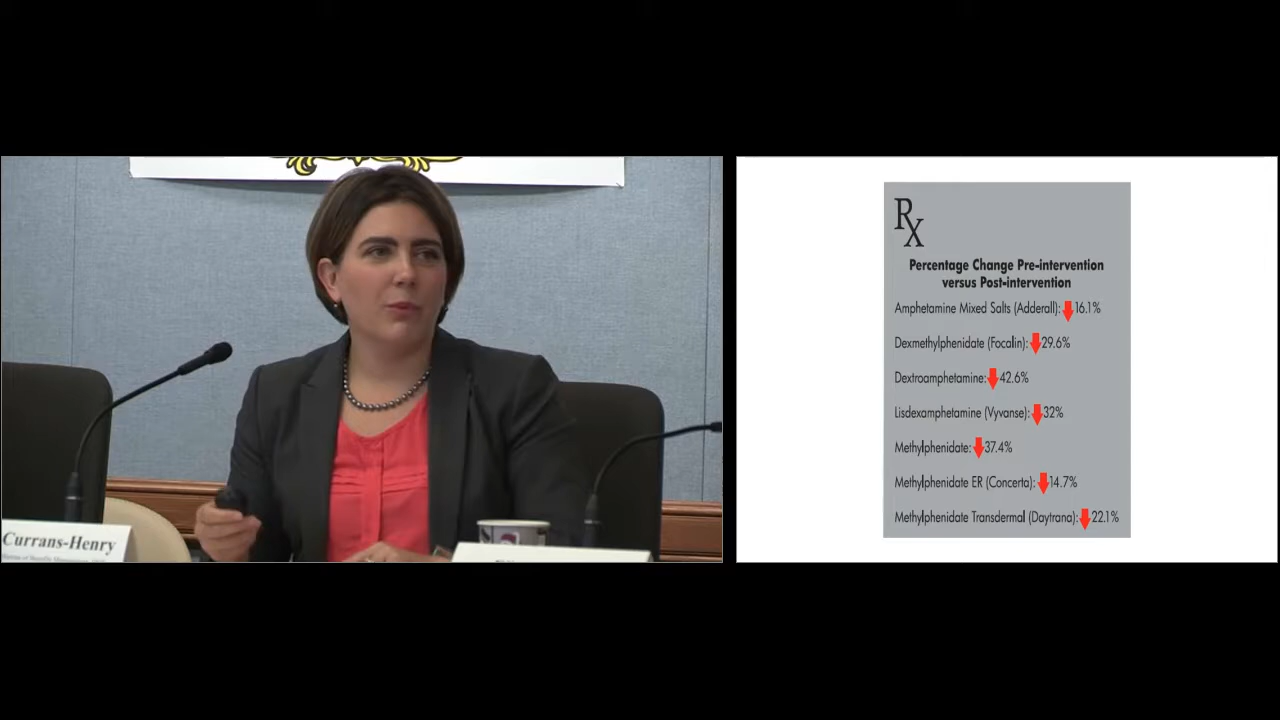 Currans-Henry
Rx
Percentage Change Pre-intervention
versus Post-intervention
Amphetamine Mixed Salts (Adderall): 16.1%
Dexmethylphenidate (Focalin): 29.6%
Dextroamphetamine: 42.6%
Lisdexamphetamine (Vyvanse): 32%
Methylphenidate: 37.4%
Methylphenidate ER (Concerta): 14.7%
Methylphenidate Transdermal (Daytrana): 22.1%